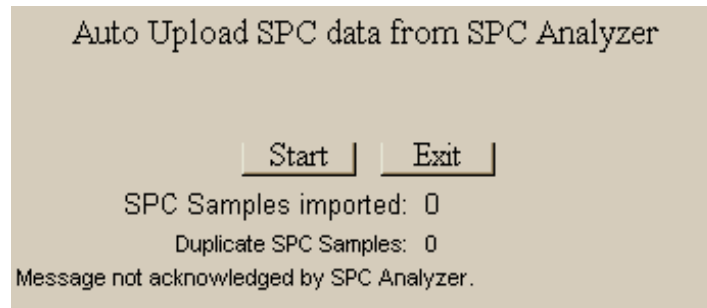 Auto Upload SPC data from SPC Analyzer
Start Exit
SPC Samples imported: 0
Duplicate SPC Samples: 0
Message not acknowledged by SPC Analyzer.